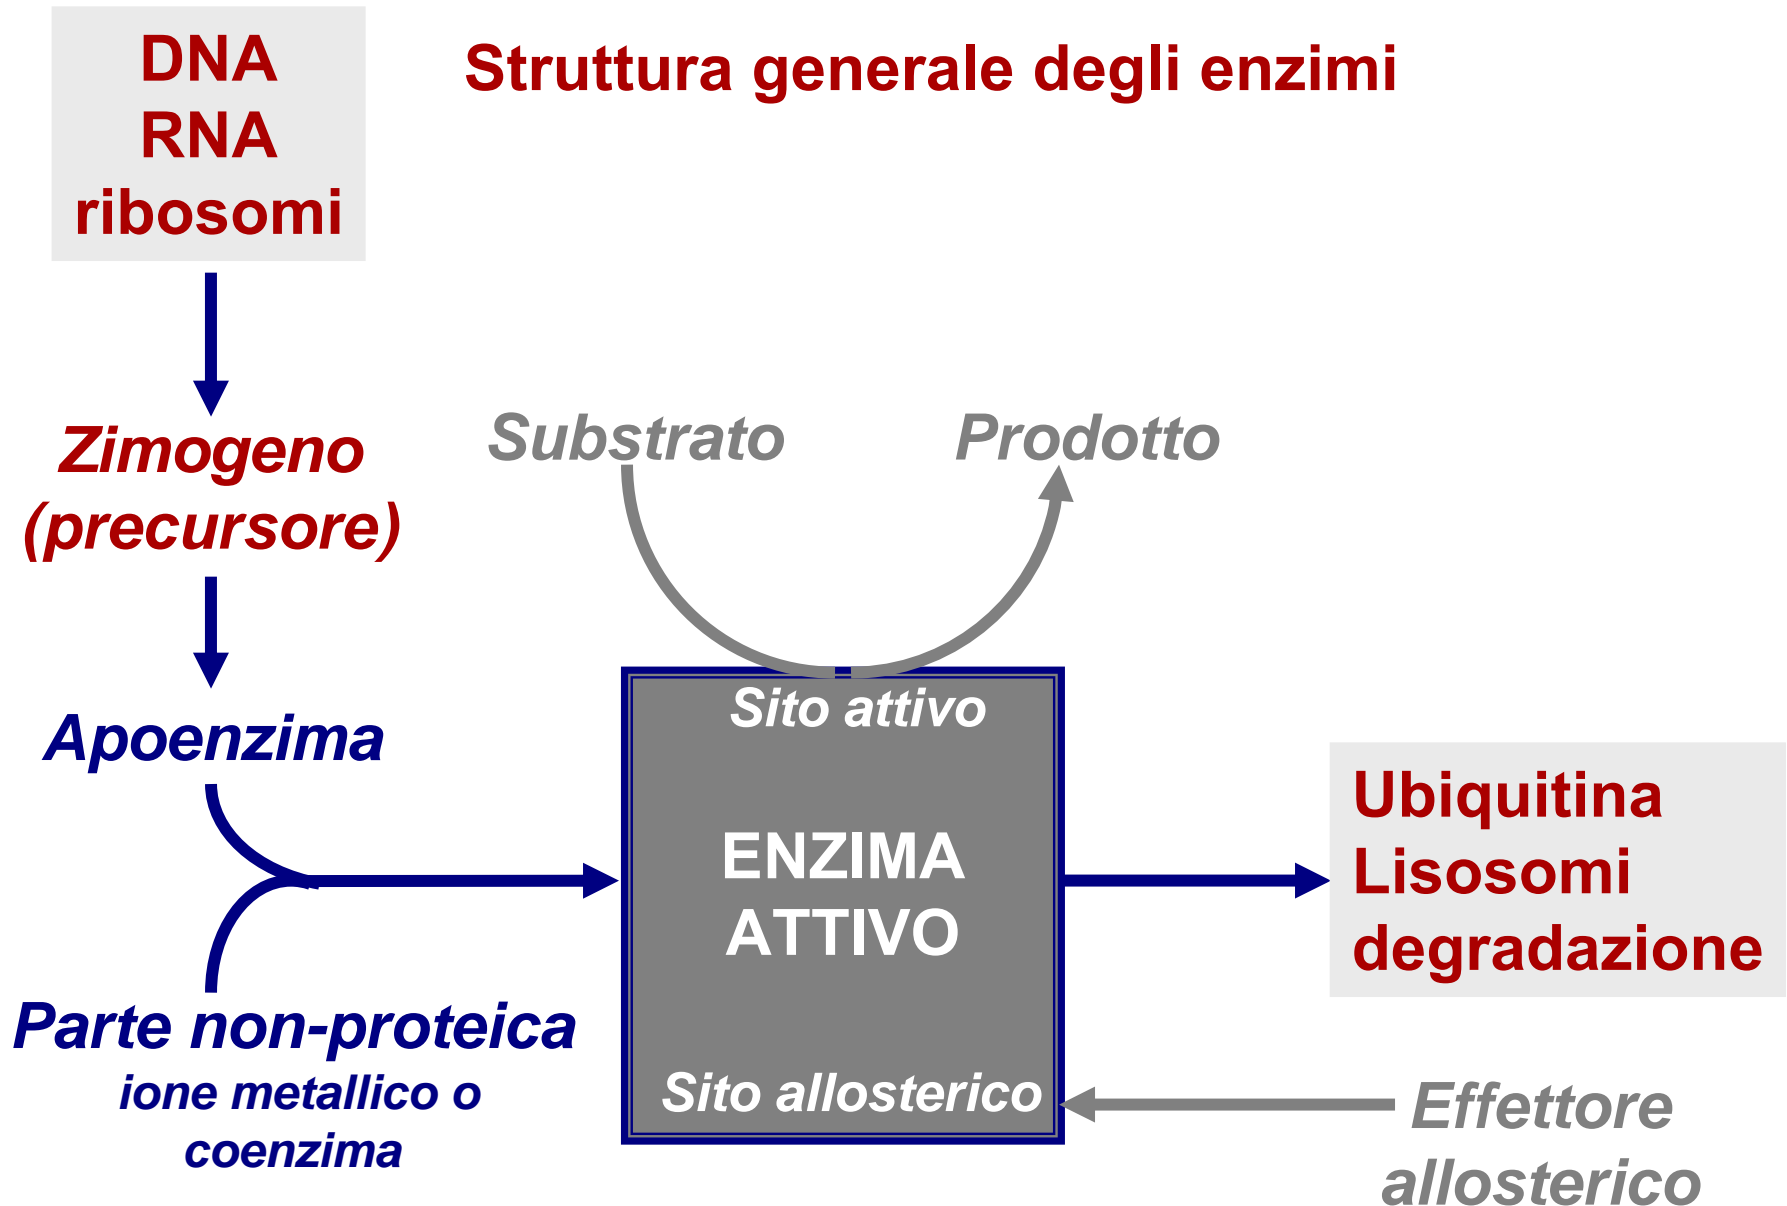 DNA
RNA
ribosomi
Struttura generale degli enzimi
Zimogeno
(precursore)
Substrato
Prodotto
Apoenzima
Sito attivo
ENZIMA
ATTIVO
Ubiquitina
Lisosomi
degradazione
Parte non-proteica
ione metallico o
coenzima
Sito allosterico
Effettore
allosterico